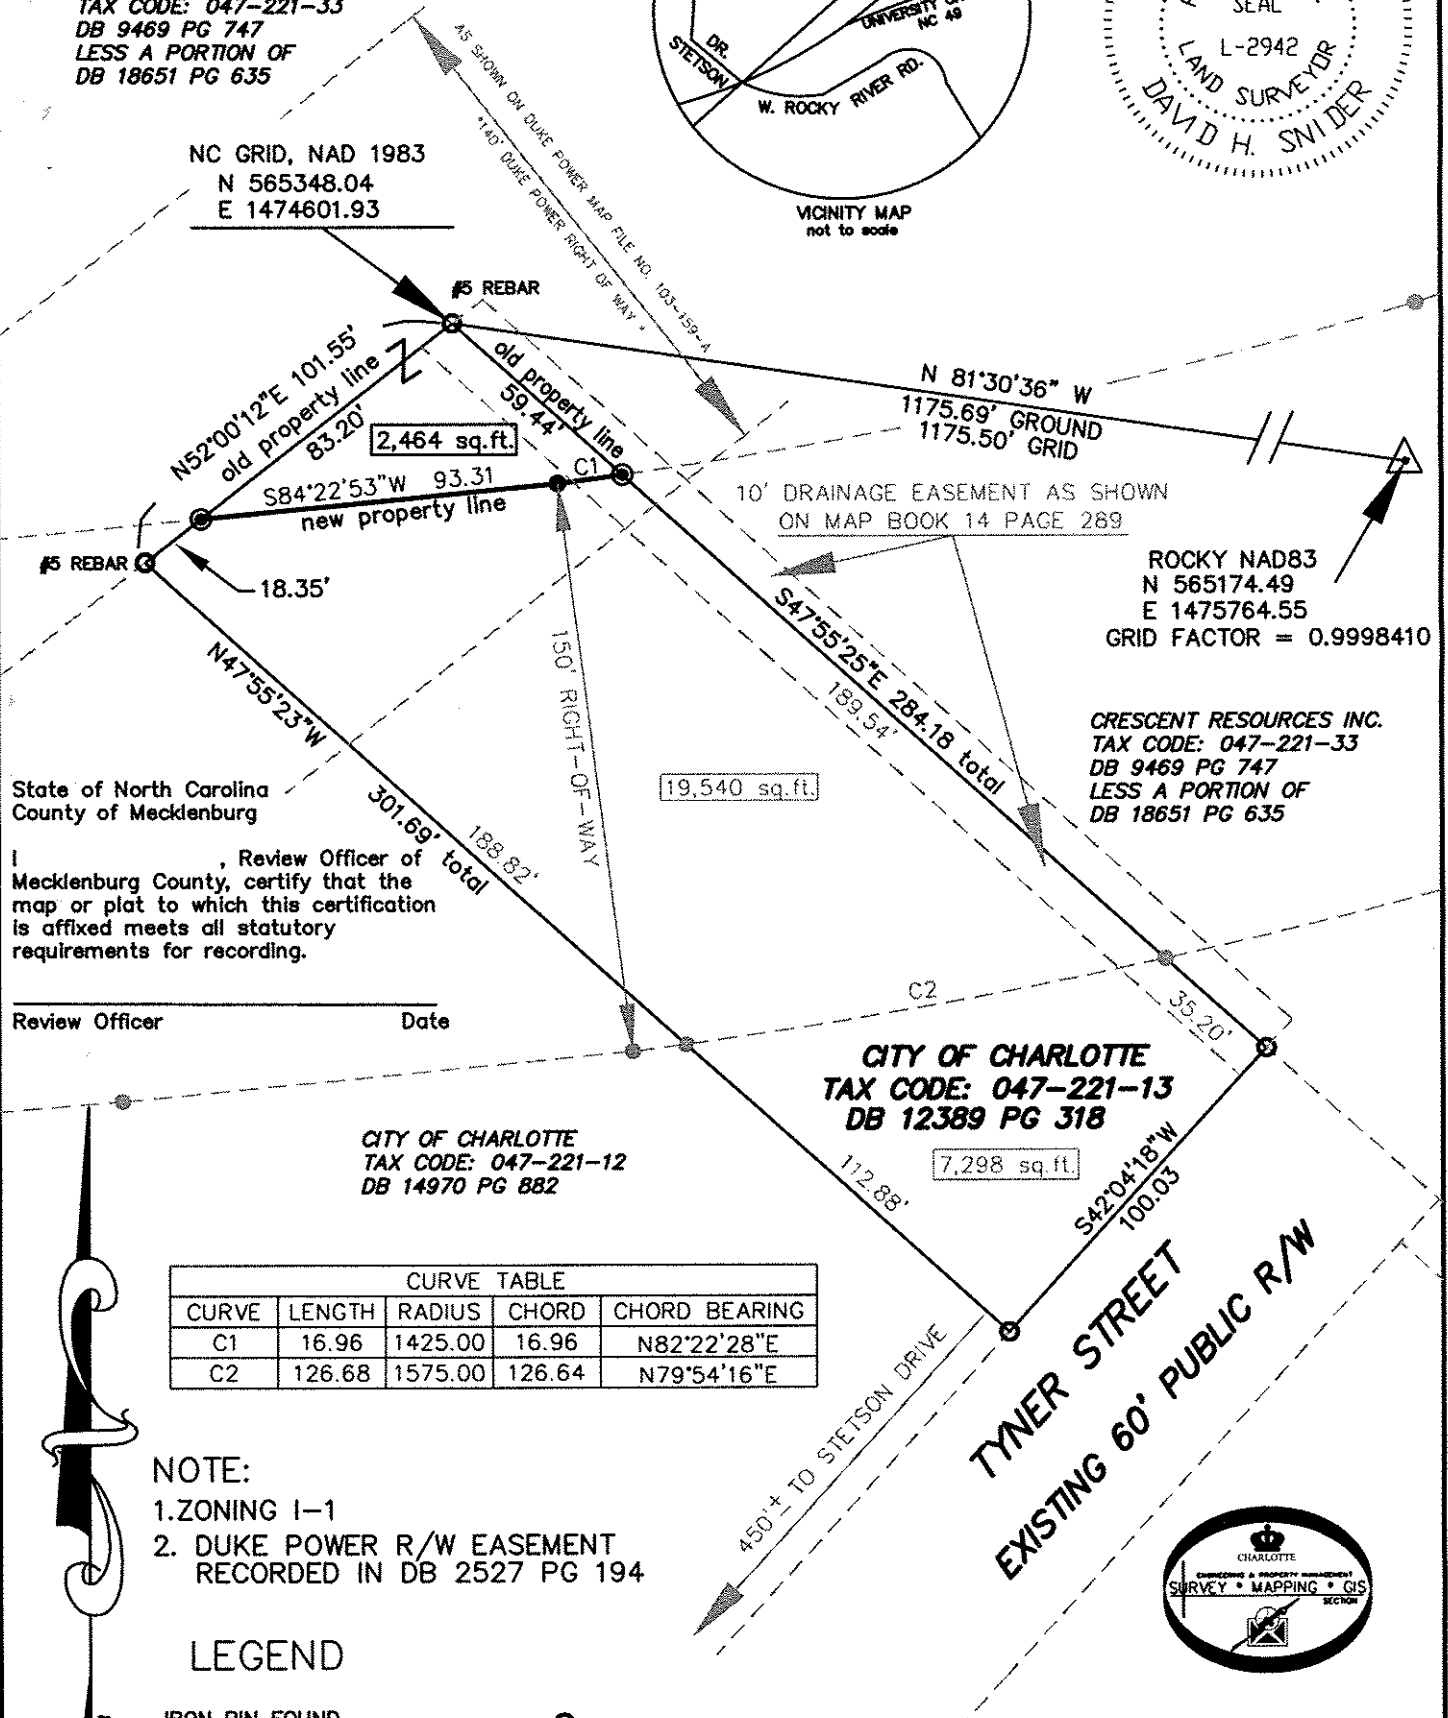 TAX CODE: 047-221-33
DB 9469 PG 747
LESS A PORTION OF
DB 18651 PG 635
UNIVERSITY
NC 49
STETSON DR.
W. ROCKY RIVER RD.
VICINITY MAP
not to scale
SEAL
L-2942
LAND SURVEYOR
DAVID H. SNIDER
NC GRID, NAD 1983
N 565348.04
E 1474601.93
AS SHOWN ON DUKE POWER MAP FILE NO. 103-159-A
"140' DUKE POWER RIGHT OF WAY "
#5 REBAR
N52°00'12"E 101.55'
old property line
83.20'
old property line
59.44'
2,464 sq.ft.
C1
S84°22'53"W 93.31
new property line
#5 REBAR
18.35'
N 81°30'36" W
1175.69' GROUND
1175.50' GRID
10' DRAINAGE EASEMENT AS SHOWN
ON MAP BOOK 14 PAGE 289
ROCKY NAD83
N 565174.49
E 1475764.55
GRID FACTOR = 0.9998410
150' RIGHT-OF-WAY
S47°55'25"E 284.18 total
189.54'
N47°55'23"W
301.69' total
188.82'
19,540 sq.ft.
CRESCENT RESOURCES INC.
TAX CODE: 047-221-33
DB 9469 PG 747
LESS A PORTION OF
DB 18651 PG 635
State of North Carolina
County of Mecklenburg
I , Review Officer of
Mecklenburg County, certify that the
map or plat to which this certification
is affixed meets all statutory
requirements for recording.
Review Officer Date
C2
35.20'
CITY OF CHARLOTTE
TAX CODE: 047-221-13
DB 12389 PG 318
7,298 sq.ft.
112.88'
S42°04'18"W
100.03
CITY OF CHARLOTTE
TAX CODE: 047-221-12
DB 14970 PG 882
CURVE TABLE
CURVE LENGTH RADIUS CHORD CHORD BEARING
C1 16.96 1425.00 16.96 N82°22'28"E
C2 126.68 1575.00 126.64 N79°54'16"E
450'± TO STETSON DRIVE
TYNER STREET
EXISTING 60' PUBLIC R/W
NOTE:
1.ZONING I-1
2. DUKE POWER R/W EASEMENT
RECORDED IN DB 2527 PG 194
CHARLOTTE
ENGINEERING & PROPERTY MANAGEMENT
SURVEY * MAPPING * GIS
SECTION
LEGEND
IRON PIN FOUND